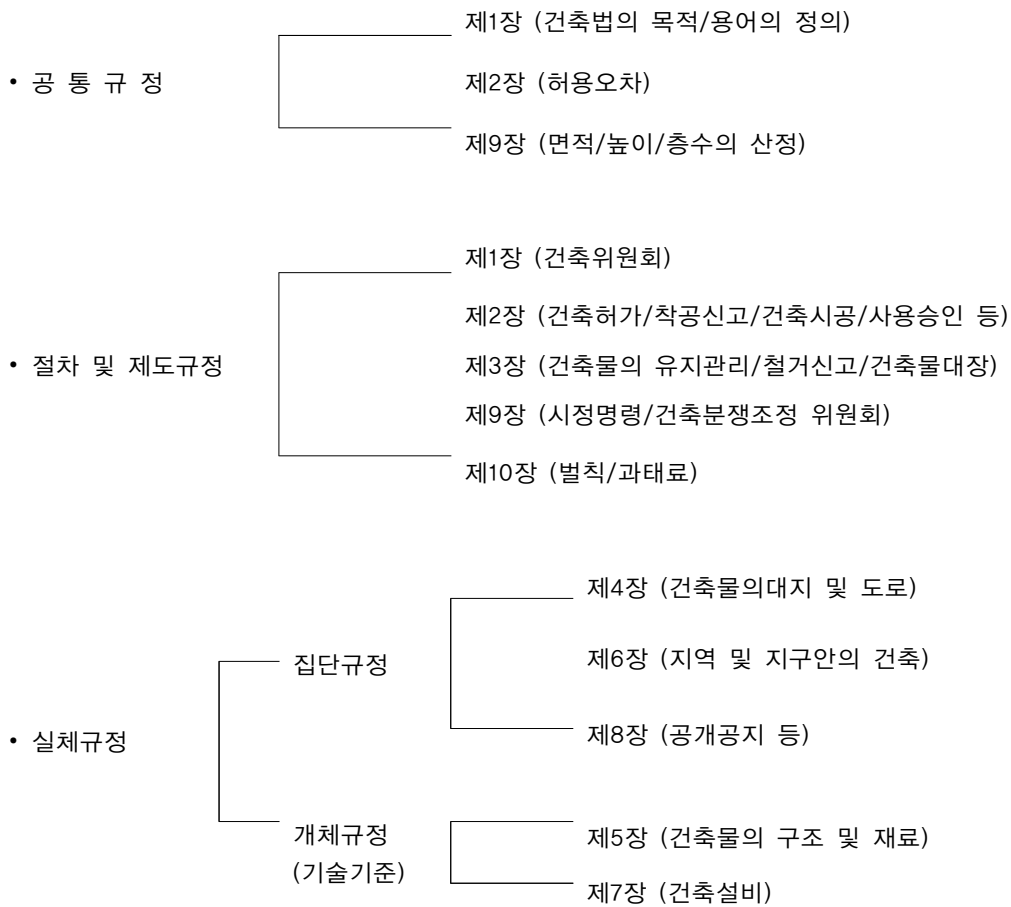 제1장 (건축법의 목적/용어의 정의)
• 공 통 규 정
제2장 (허용오차)
제9장 (면적/높이/층수의 산정)
제1장 (건축위원회)
제2장 (건축허가/착공신고/건축시공/사용승인 등)
• 절차 및 제도규정
제3장 (건축물의 유지관리/철거신고/건축물대장)
제9장 (시정명령/건축분쟁조정 위원회)
제10장 (벌칙/과태료)
제4장 (건축물의대지 및 도로)
집단규정
제6장 (지역 및 지구안의 건축)
• 실체규정
제8장 (공개공지 등)
개체규정
(기술기준)
제5장 (건축물의 구조 및 재료)
제7장 (건축설비)